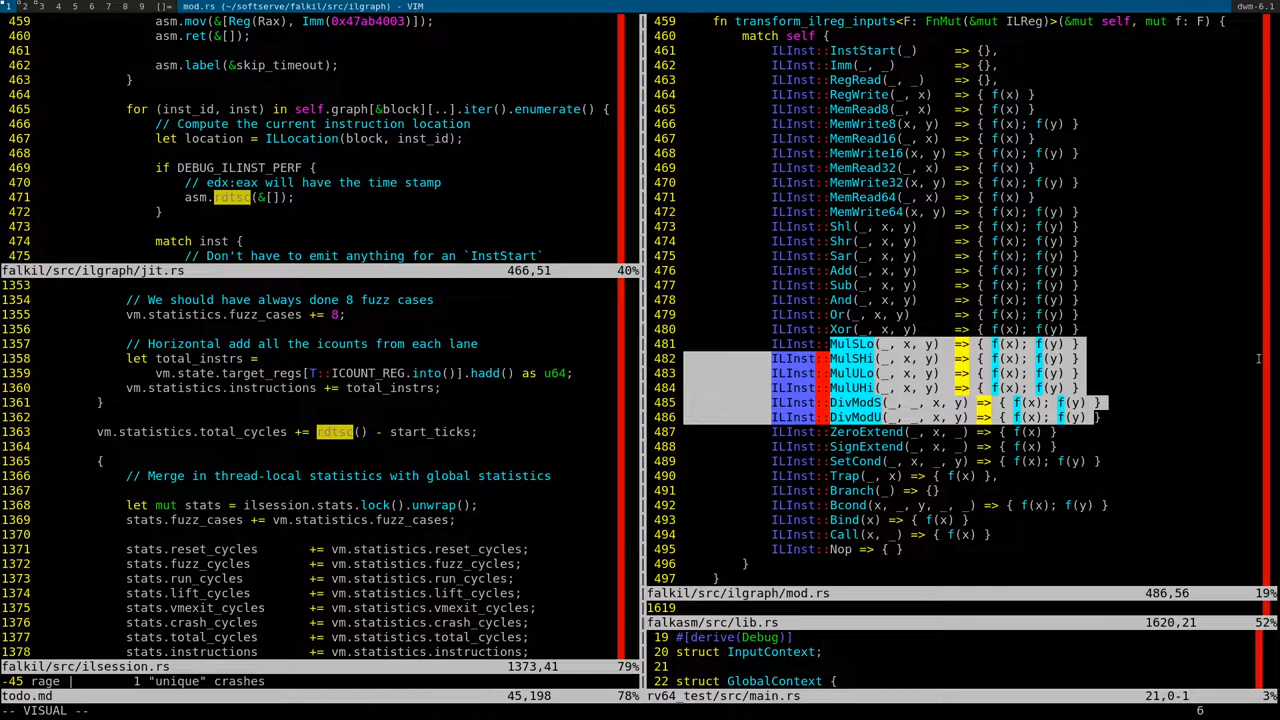 1 2 3 4 5 6 7 8 9 []= mod.rs (~/softserve/falkil/src/ilgraph) - VIM dwm-6.1
459 asm.mov(&[Reg(Rax), Imm(0x47ab4003)]);
460 asm.ret(&[]);
461
462 asm.label(&skip_timeout);
463 }
464
465 for (inst_id, inst) in self.graph[&block][..].iter().enumerate() {
466 // Compute the current instruction location
467 let location = ILLocation(block, inst_id);
468
469 if DEBUG_ILINST_PERF {
470 // edx:eax will have the time stamp
471 asm.rdtsc(&[]);
472 }
473
474 match inst {
475 // Don't have to emit anything for an `InstStart`
falkil/src/ilgraph/jit.rs 466,51 40%
1353
1354 // We should have always done 8 fuzz cases
1355 vm.statistics.fuzz_cases += 8;
1356
1357 // Horizontal add all the icounts from each lane
1358 let total_instrs =
1359 vm.state.target_regs[T::ICOUNT_REG.into()].hadd() as u64;
1360 vm.statistics.instructions += total_instrs;
1361 }
1362
1363 vm.statistics.total_cycles += rdtsc() - start_ticks;
1364
1365 {
1366 // Merge in thread-local statistics with global statistics
1367
1368 let mut stats = ilsession.stats.lock().unwrap();
1369 stats.fuzz_cases += vm.statistics.fuzz_cases;
1370
1371 stats.reset_cycles += vm.statistics.reset_cycles;
1372 stats.fuzz_cycles += vm.statistics.fuzz_cycles;
1373 stats.run_cycles += vm.statistics.run_cycles;
1374 stats.lift_cycles += vm.statistics.lift_cycles;
1375 stats.vmexit_cycles += vm.statistics.vmexit_cycles;
1376 stats.crash_cycles += vm.statistics.crash_cycles;
1377 stats.total_cycles += vm.statistics.total_cycles;
1378 stats.instructions += vm.statistics.instructions;
falkil/src/ilsession.rs 1373,41 79%
-45 rage | 1 "unique" crashes
todo.md 45,198 78%
459 fn transform_ilreg_inputs<F: FnMut(&mut ILReg)>(&mut self, mut f: F) {
460 match self {
461 ILInst::InstStart(_) => {},
462 ILInst::Imm(_, _) => {},
463 ILInst::RegRead(_, _) => {},
464 ILInst::RegWrite(_, x) => { f(x) }
465 ILInst::MemRead8(_, x) => { f(x) }
466 ILInst::MemWrite8(x, y) => { f(x); f(y) }
467 ILInst::MemRead16(_, x) => { f(x) }
468 ILInst::MemWrite16(x, y) => { f(x); f(y) }
469 ILInst::MemRead32(_, x) => { f(x) }
470 ILInst::MemWrite32(x, y) => { f(x); f(y) }
471 ILInst::MemRead64(_, x) => { f(x) }
472 ILInst::MemWrite64(x, y) => { f(x); f(y) }
473 ILInst::Shl(_, x, y) => { f(x); f(y) }
474 ILInst::Shr(_, x, y) => { f(x); f(y) }
475 ILInst::Sar(_, x, y) => { f(x); f(y) }
476 ILInst::Add(_, x, y) => { f(x); f(y) }
477 ILInst::Sub(_, x, y) => { f(x); f(y) }
478 ILInst::And(_, x, y) => { f(x); f(y) }
479 ILInst::Or(_, x, y) => { f(x); f(y) }
480 ILInst::Xor(_, x, y) => { f(x); f(y) }
481 ILInst::MulSLo(_, x, y) => { f(x); f(y) }
482 ILInst::MulSHi(_, x, y) => { f(x); f(y) }
483 ILInst::MulULo(_, x, y) => { f(x); f(y) }
484 ILInst::MulUHi(_, x, y) => { f(x); f(y) }
485 ILInst::DivModS(_, _, x, y) => { f(x); f(y) }
486 ILInst::DivModU(_, _, x, y) => { f(x); f(y) }
487 ILInst::ZeroExtend(_, x, _) => { f(x) }
488 ILInst::SignExtend(_, x, _) => { f(x) }
489 ILInst::SetCond(_, x, _, y) => { f(x); f(y) }
490 ILInst::Trap(_, x) => { f(x) },
491 ILInst::Branch(_) => {}
492 ILInst::Bcond(x, _, y, _, _) => { f(x); f(y) }
493 ILInst::Bind(x) => { f(x) }
494 ILInst::Call(x, _) => { f(x) }
495 ILInst::Nop => { }
496 }
497 }
falkil/src/ilgraph/mod.rs 486,56 19%
1619
falkasm/src/lib.rs 1620,21 52%
19 #[derive(Debug)]
20 struct InputContext;
21
22 struct GlobalContext {
rv64_test/src/main.rs 21,0-1 3%
-- VISUAL -- 6